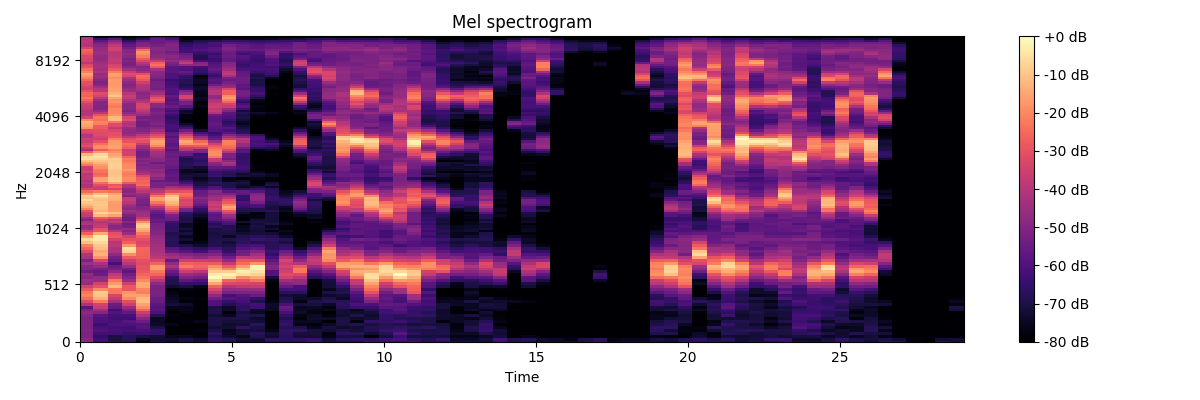 Mel spectrogram
8192
4096
2048
1024
512
0
Hz
0 5 10 15 20 25
Time
+0 dB
-10 dB
-20 dB
-30 dB
-40 dB
-50 dB
-60 dB
-70 dB
-80 dB